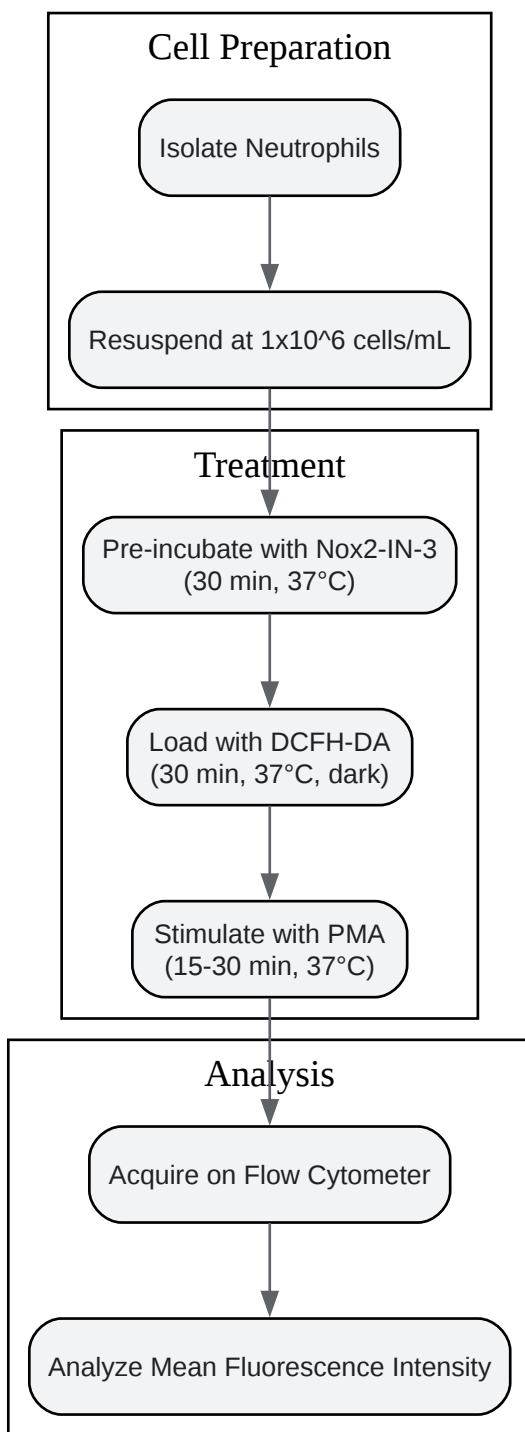 Cell Preparation
Isolate Neutrophils
Resuspend at 1x10^6 cells/mL
Treatment
Pre-incubate with Nox2-IN-3
(30 min, 37°C)
Load with DCFH-DA
(30 min, 37°C, dark)
Stimulate with PMA
(15-30 min, 37°C)
Analysis
Acquire on Flow Cytometer
Analyze Mean Fluorescence Intensity